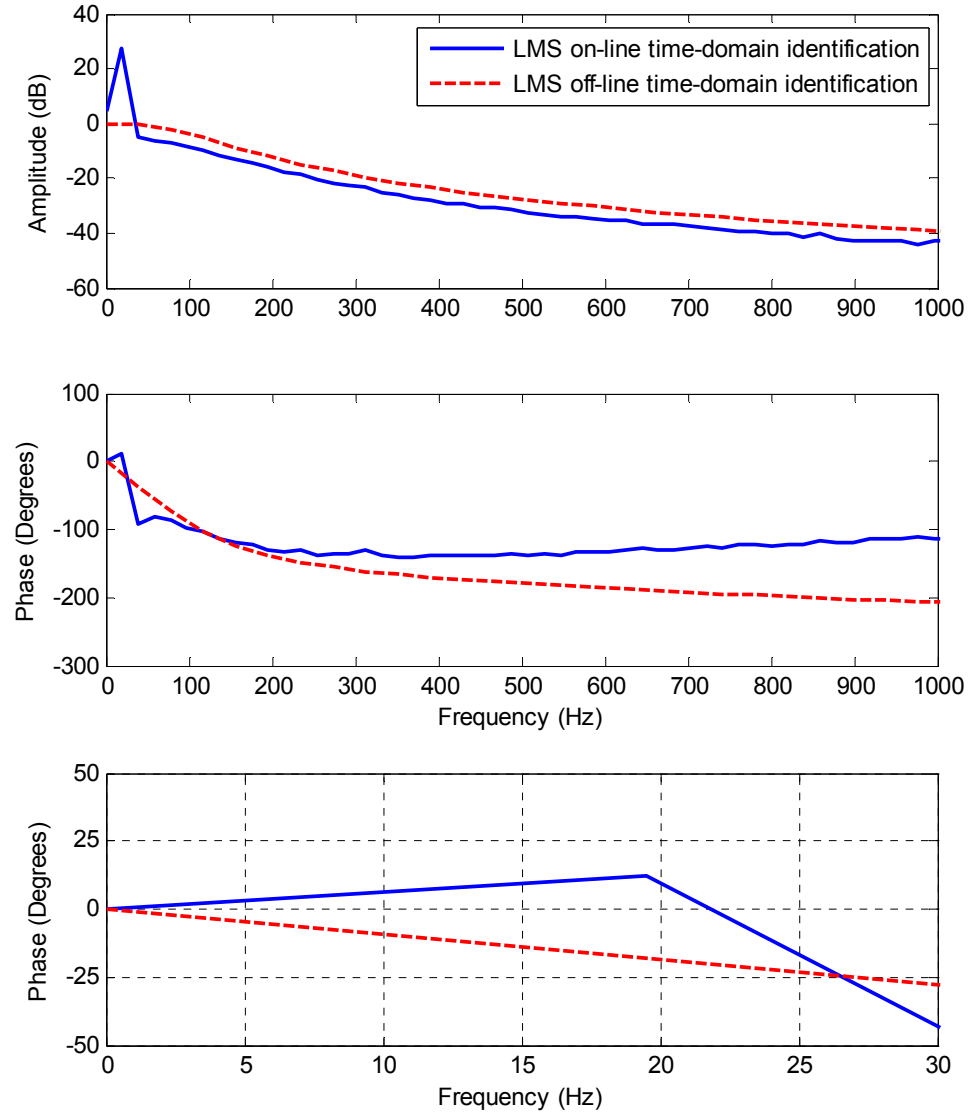 40
20
0
-20
-40
-60
Amplitude (dB)
LMS on-line time-domain identification
LMS off-line time-domain identification
0 100 200 300 400 500 600 700 800 900 1000
100
0
-100
-200
-300
Phase (Degrees)
0 100 200 300 400 500 600 700 800 900 1000
Frequency (Hz)
50
25
0
-25
-50
Phase (Degrees)
0 5 10 15 20 25 30
Frequency (Hz)